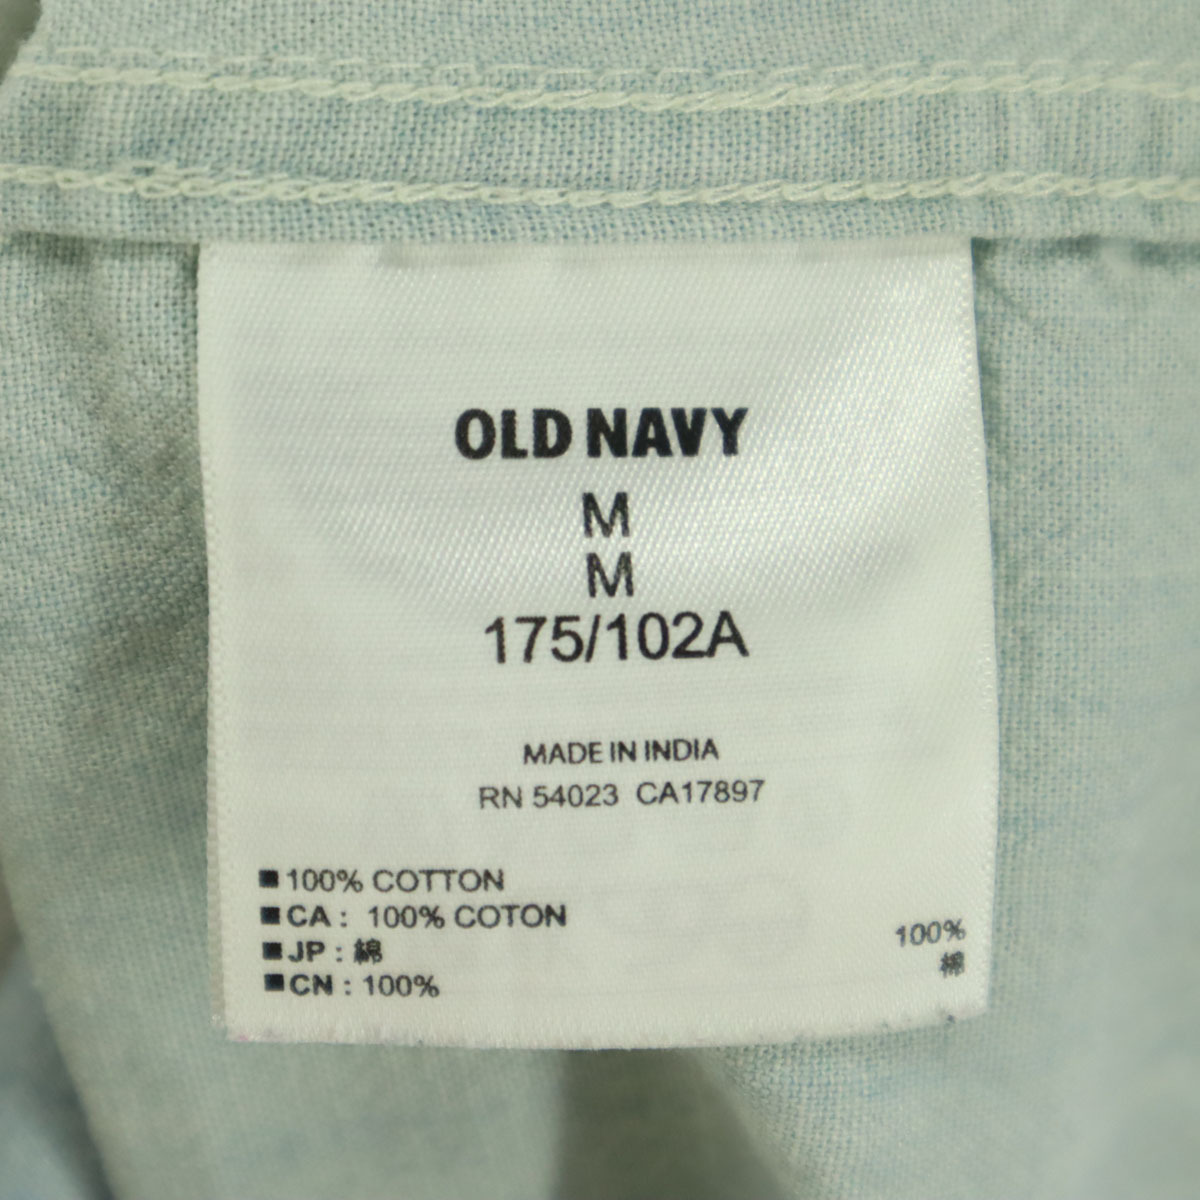 OLD NAVY
M
M
175/102A
MADE IN INDIA
RN 54023 CA17897
■100% COTTON
■CA : 100% COTON
■JP : 綿
■CN : 100%
100%
棉